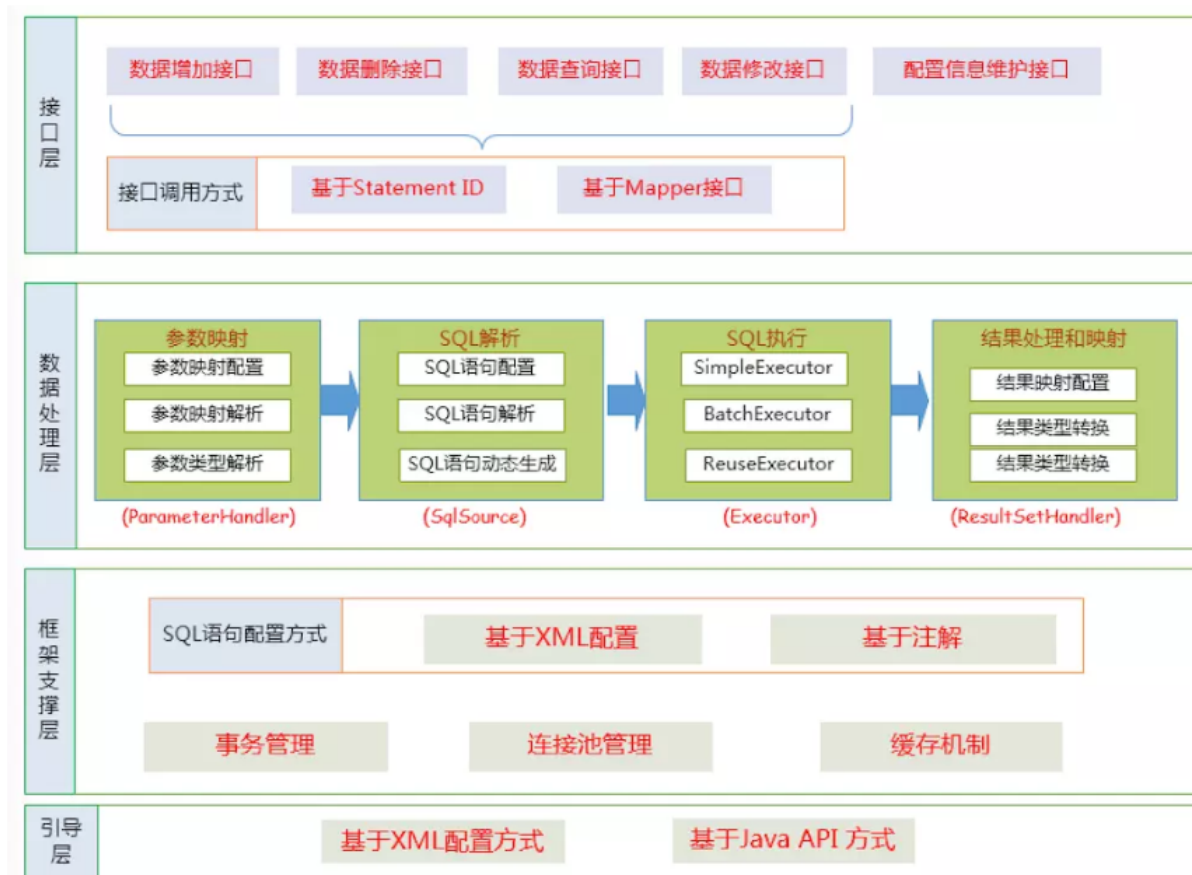 接口层
数据增加接口
数据删除接口
数据查询接口
数据修改接口
配置信息维护接口
接口调用方式
基于Statement ID
基于Mapper接口
数据处理层
参数映射
参数映射配置
参数映射解析
参数类型解析
(ParameterHandler)
SQL解析
SQL语句配置
SQL语句解析
SQL语句动态生成
(SqlSource)
SQL执行
SimpleExecutor
BatchExecutor
ReuseExecutor
(Executor)
结果处理和映射
结果映射配置
结果类型转换
结果类型转换
(ResultSetHandler)
框架支撑层
SQL语句配置方式
基于XML配置
基于注解
事务管理
连接池管理
缓存机制
引导
层
基于XML配置方式
基于Java API 方式